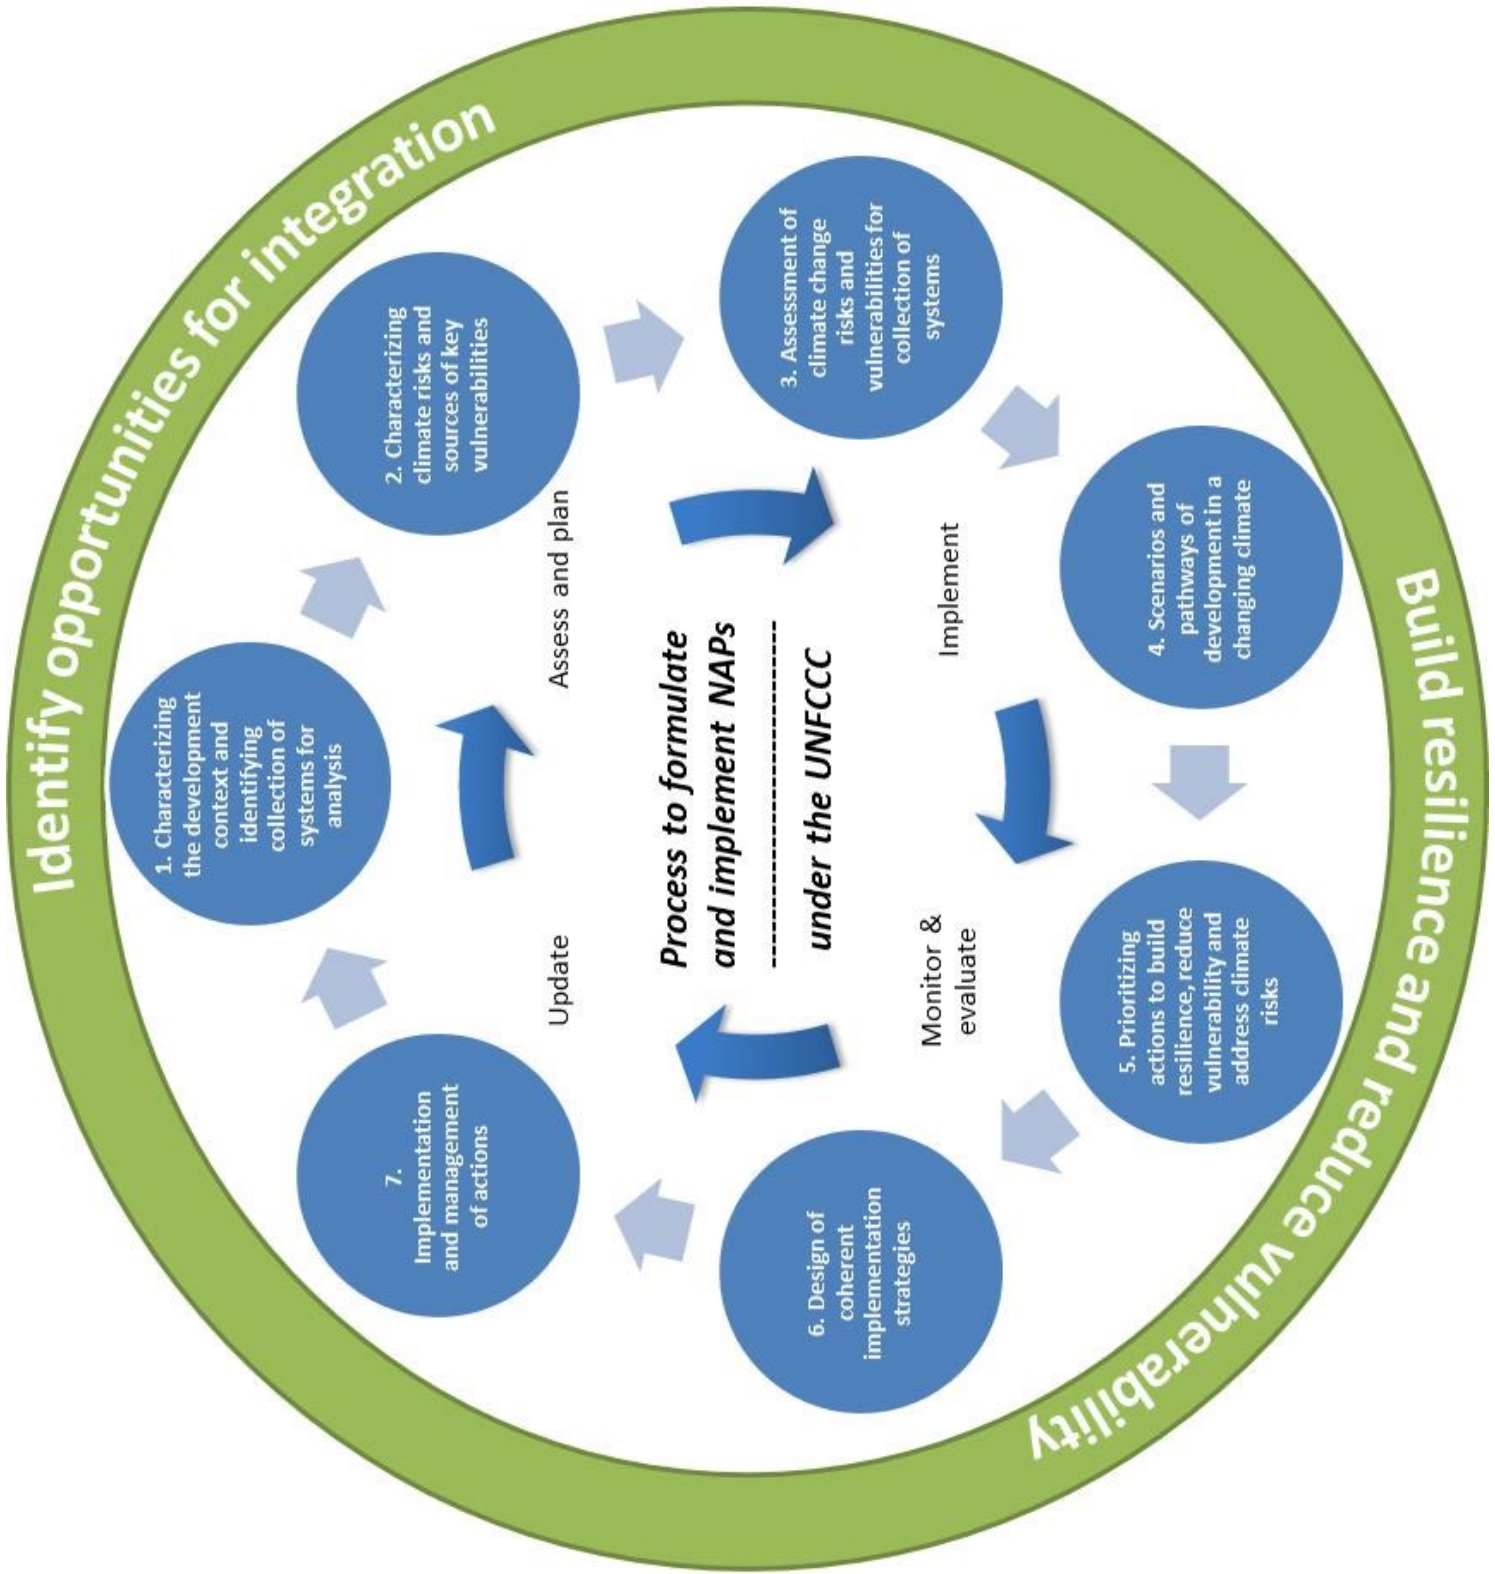 Identify opportunities for integration
1. Characterizing
the development
context and
identifying
collection of
systems for
analysis
2. Characterizing
climate risks and
sources of key
vulnerabilities
3. Assessment of
climate change
risks and
vulnerabilities for
collection of
systems
4. Scenarios and
pathways of
development in a
changing climate
5. Prioritizing
actions to build
resilience, reduce
vulnerability and
address climate
risks
6. Design of
coherent
implementation
strategies
7.
Implementation
and management
of actions
Assess and plan
Implement
Monitor &
evaluate
Update
Process to formulate
and implement NAPs
-----------------------------
under the UNFCCC
Build resilience and reduce vulnerability